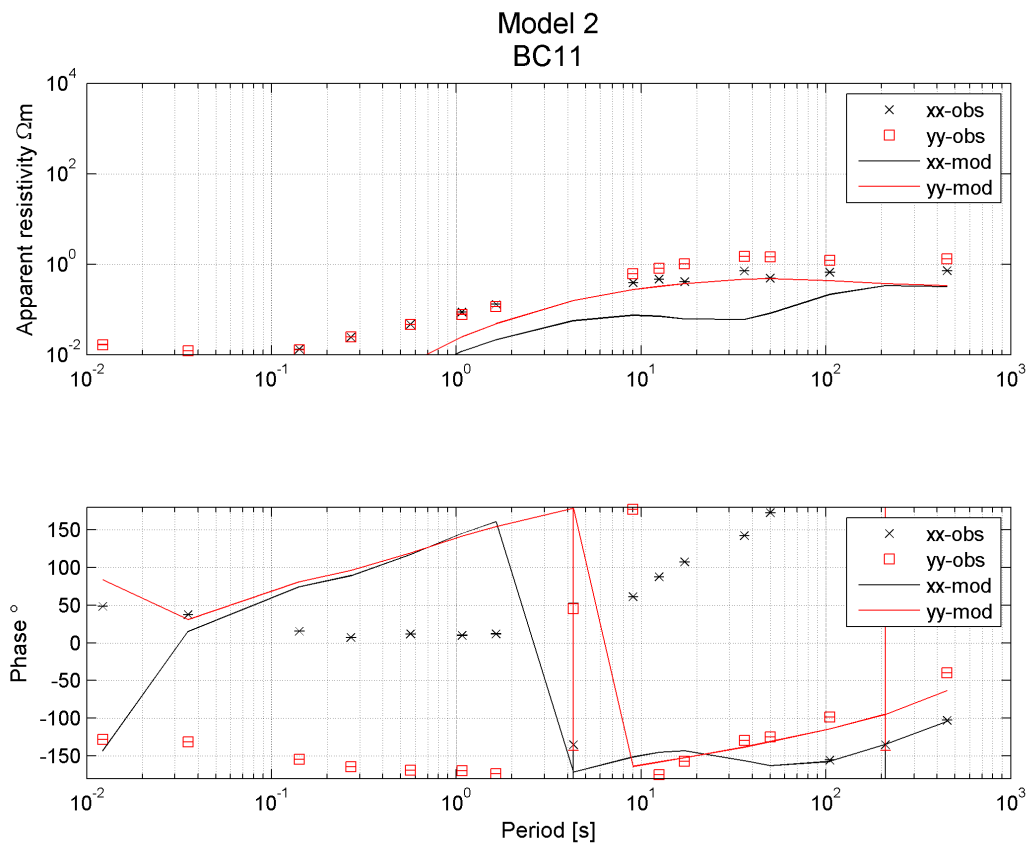 Model 2
BC11
Apparent resistivity Ωm
10^4
10^2
10^0
10^-2
10^-2 10^-1 10^0 10^1 10^2 10^3
xx-obs
yy-obs
xx-mod
yy-mod
Phase °
150
100
50
0
-50
-100
-150
10^-2 10^-1 10^0 10^1 10^2 10^3
xx-obs
yy-obs
xx-mod
yy-mod
Period [s]